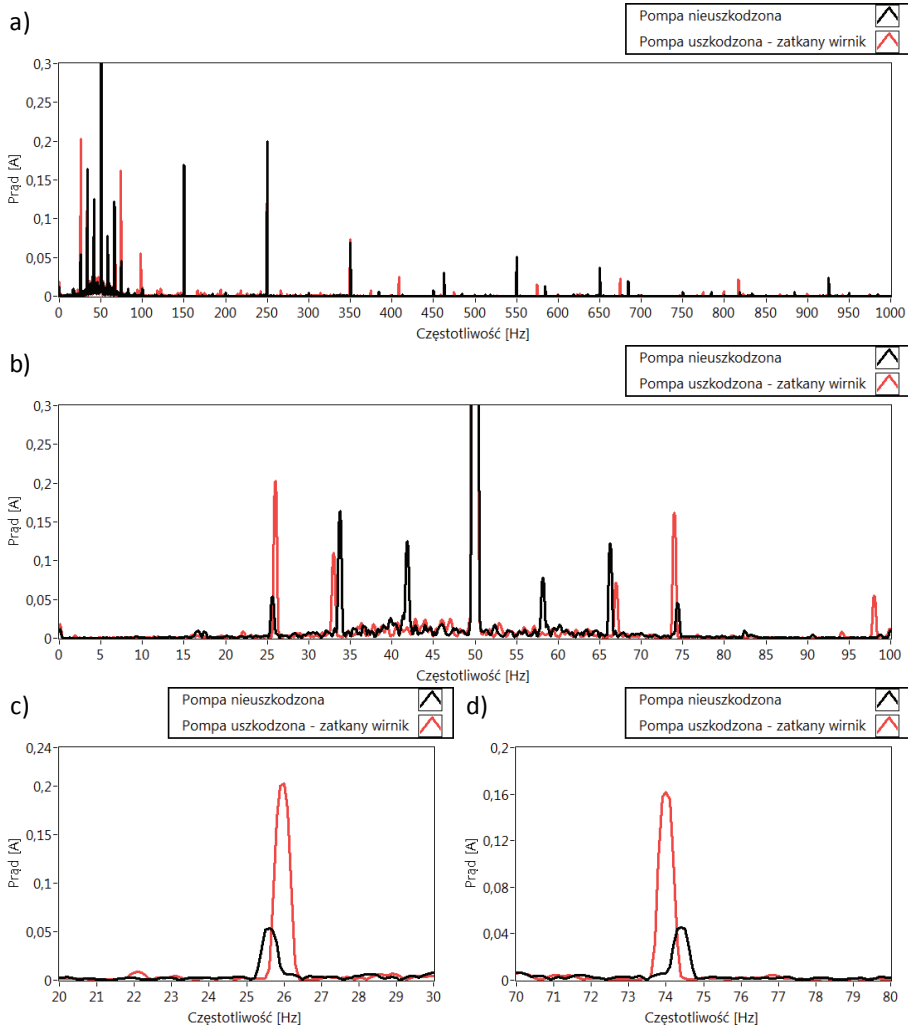 a)
Pompa nieuszkodzona
Pompa uszkodzona - zatkany wirnik
0,3
0,25
0,2
0,15
0,1
0,05
0
Prąd [A]
0 50 100 150 200 250 300 350 400 450 500 550 600 650 700 750 800 850 900 950 1000
Częstotliwość [Hz]
b)
Pompa nieuszkodzona
Pompa uszkodzona - zatkany wirnik
0,3
0,25
0,2
0,15
0,1
0,05
0
Prąd [A]
0 5 10 15 20 25 30 35 40 45 50 55 60 65 70 75 80 85 90 95 100
Częstotliwość [Hz]
c)
Pompa nieuszkodzona
Pompa uszkodzona - zatkany wirnik
0,24
0,2
0,15
0,1
0,05
0
Prąd [A]
20 21 22 23 24 25 26 27 28 29 30
Częstotliwość [Hz]
d)
Pompa nieuszkodzona
Pompa uszkodzona - zatkany wirnik
0,2
0,16
0,12
0,08
0,04
0
Prąd [A]
70 71 72 73 74 75 76 77 78 79 80
Częstotliwość [Hz]